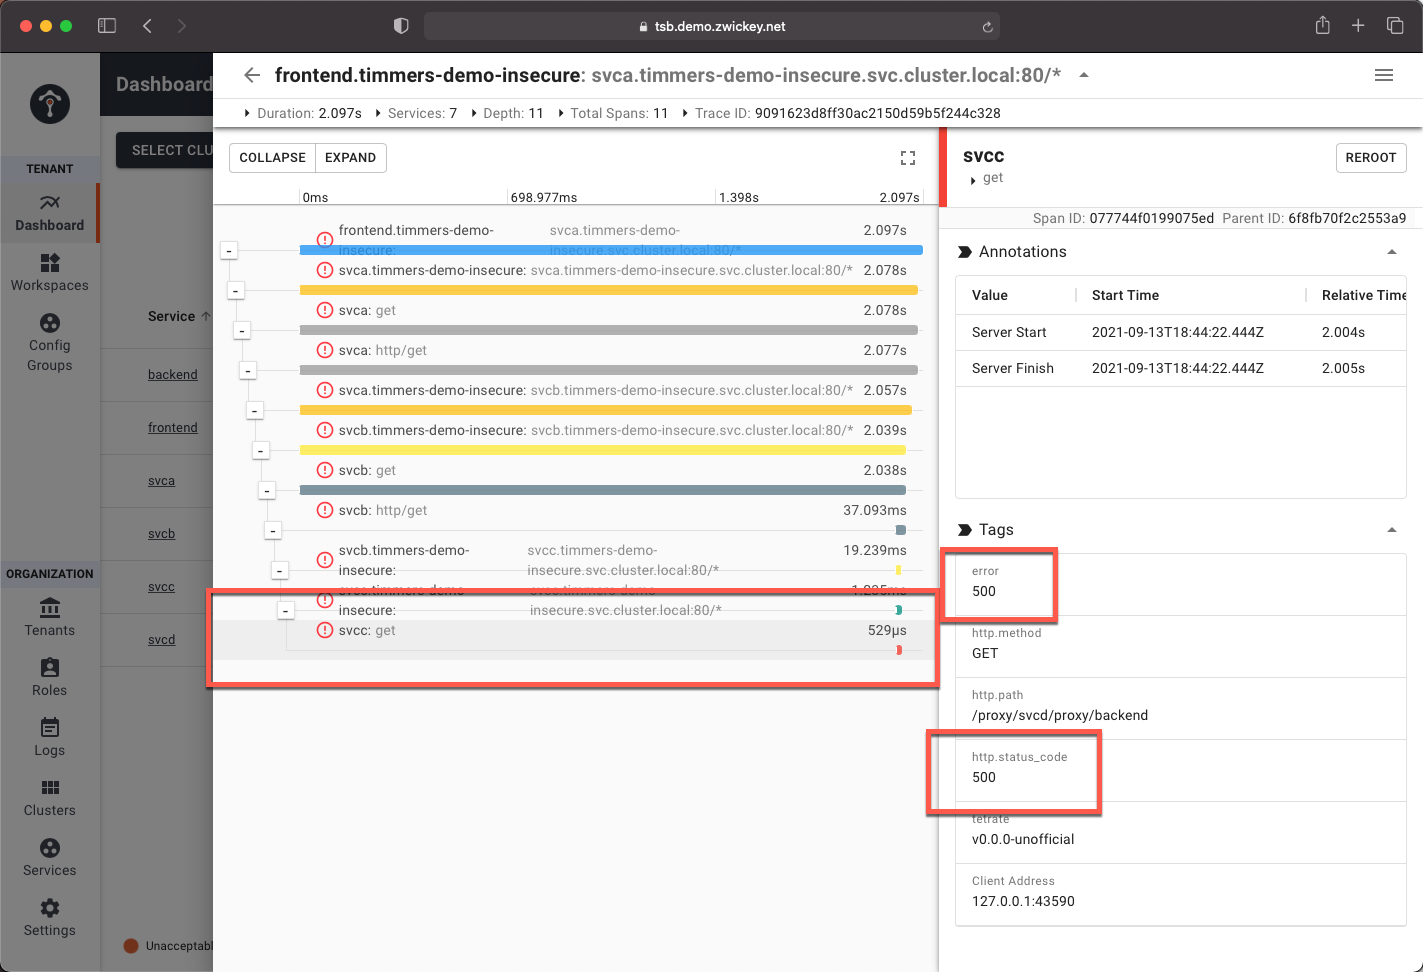 tsb.demo.zwickey.net
Dashboard
SELECT CLU
TENANT
Dashboard
Workspaces
Config
Groups
ORGANIZATION
Tenants
Roles
Logs
Clusters
Services
Settings
Service
backend
frontend
svca
svcb
svcc
svcd
Unacceptabl
frontend.timmers-demo-insecure: svca.timmers-demo-insecure.svc.cluster.local:80/*
Duration: 2.097s Services: 7 Depth: 11 Total Spans: 11 Trace ID: 9091623d8ff30ac2150d59b5f244c328
COLLAPSE EXPAND
0ms 698.977ms 1.398s 2.097s
frontend.timmers-demo- svca.timmers-demo- 2.097s
insecure: insecure.svc.cluster.local:80/*
svca.timmers-demo-insecure: svca.timmers-demo-insecure.svc.cluster.local:80/* 2.078s
svca: get 2.078s
svca: http/get 2.077s
svca.timmers-demo-insecure: svcb.timmers-demo-insecure.svc.cluster.local:80/* 2.057s
svcb.timmers-demo-insecure: svcb.timmers-demo-insecure.svc.cluster.local:80/* 2.039s
svcb: get 2.038s
svcb: http/get 37.093ms
svcb.timmers-demo- svcc.timmers-demo- 19.239ms
insecure: insecure.svc.cluster.local:80/*
svcc.timmers-demo- svcc.timmers-demo-
insecure: insecure.svc.cluster.local:80/*
svcc: get 529µs
svcc
get
REROOT
Span ID: 077744f0199075ed Parent ID: 6f8fb70f2c2553a9
Annotations
Value Start Time Relative Time
Server Start 2021-09-13T18:44:22.444Z 2.004s
Server Finish 2021-09-13T18:44:22.444Z 2.005s
Tags
error
500
http.method
GET
http.path
/proxy/svcd/proxy/backend
http.status_code
500
tetrate
v0.0.0-unofficial
Client Address
127.0.0.1:43590